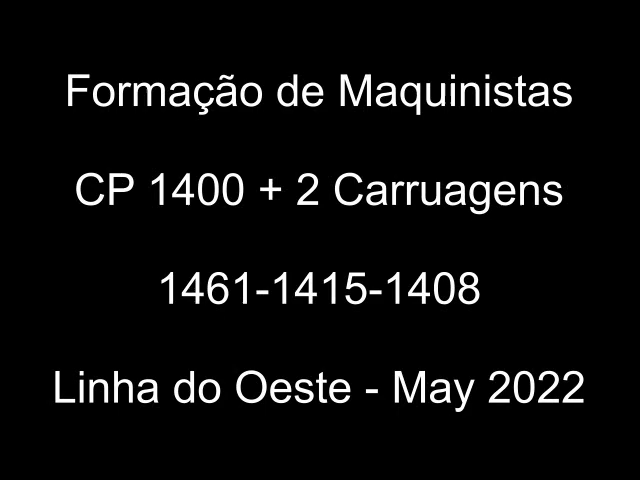 Formação de Maquinistas
CP 1400 + 2 Carruagens
1461-1415-1408
Linha do Oeste - May 2022